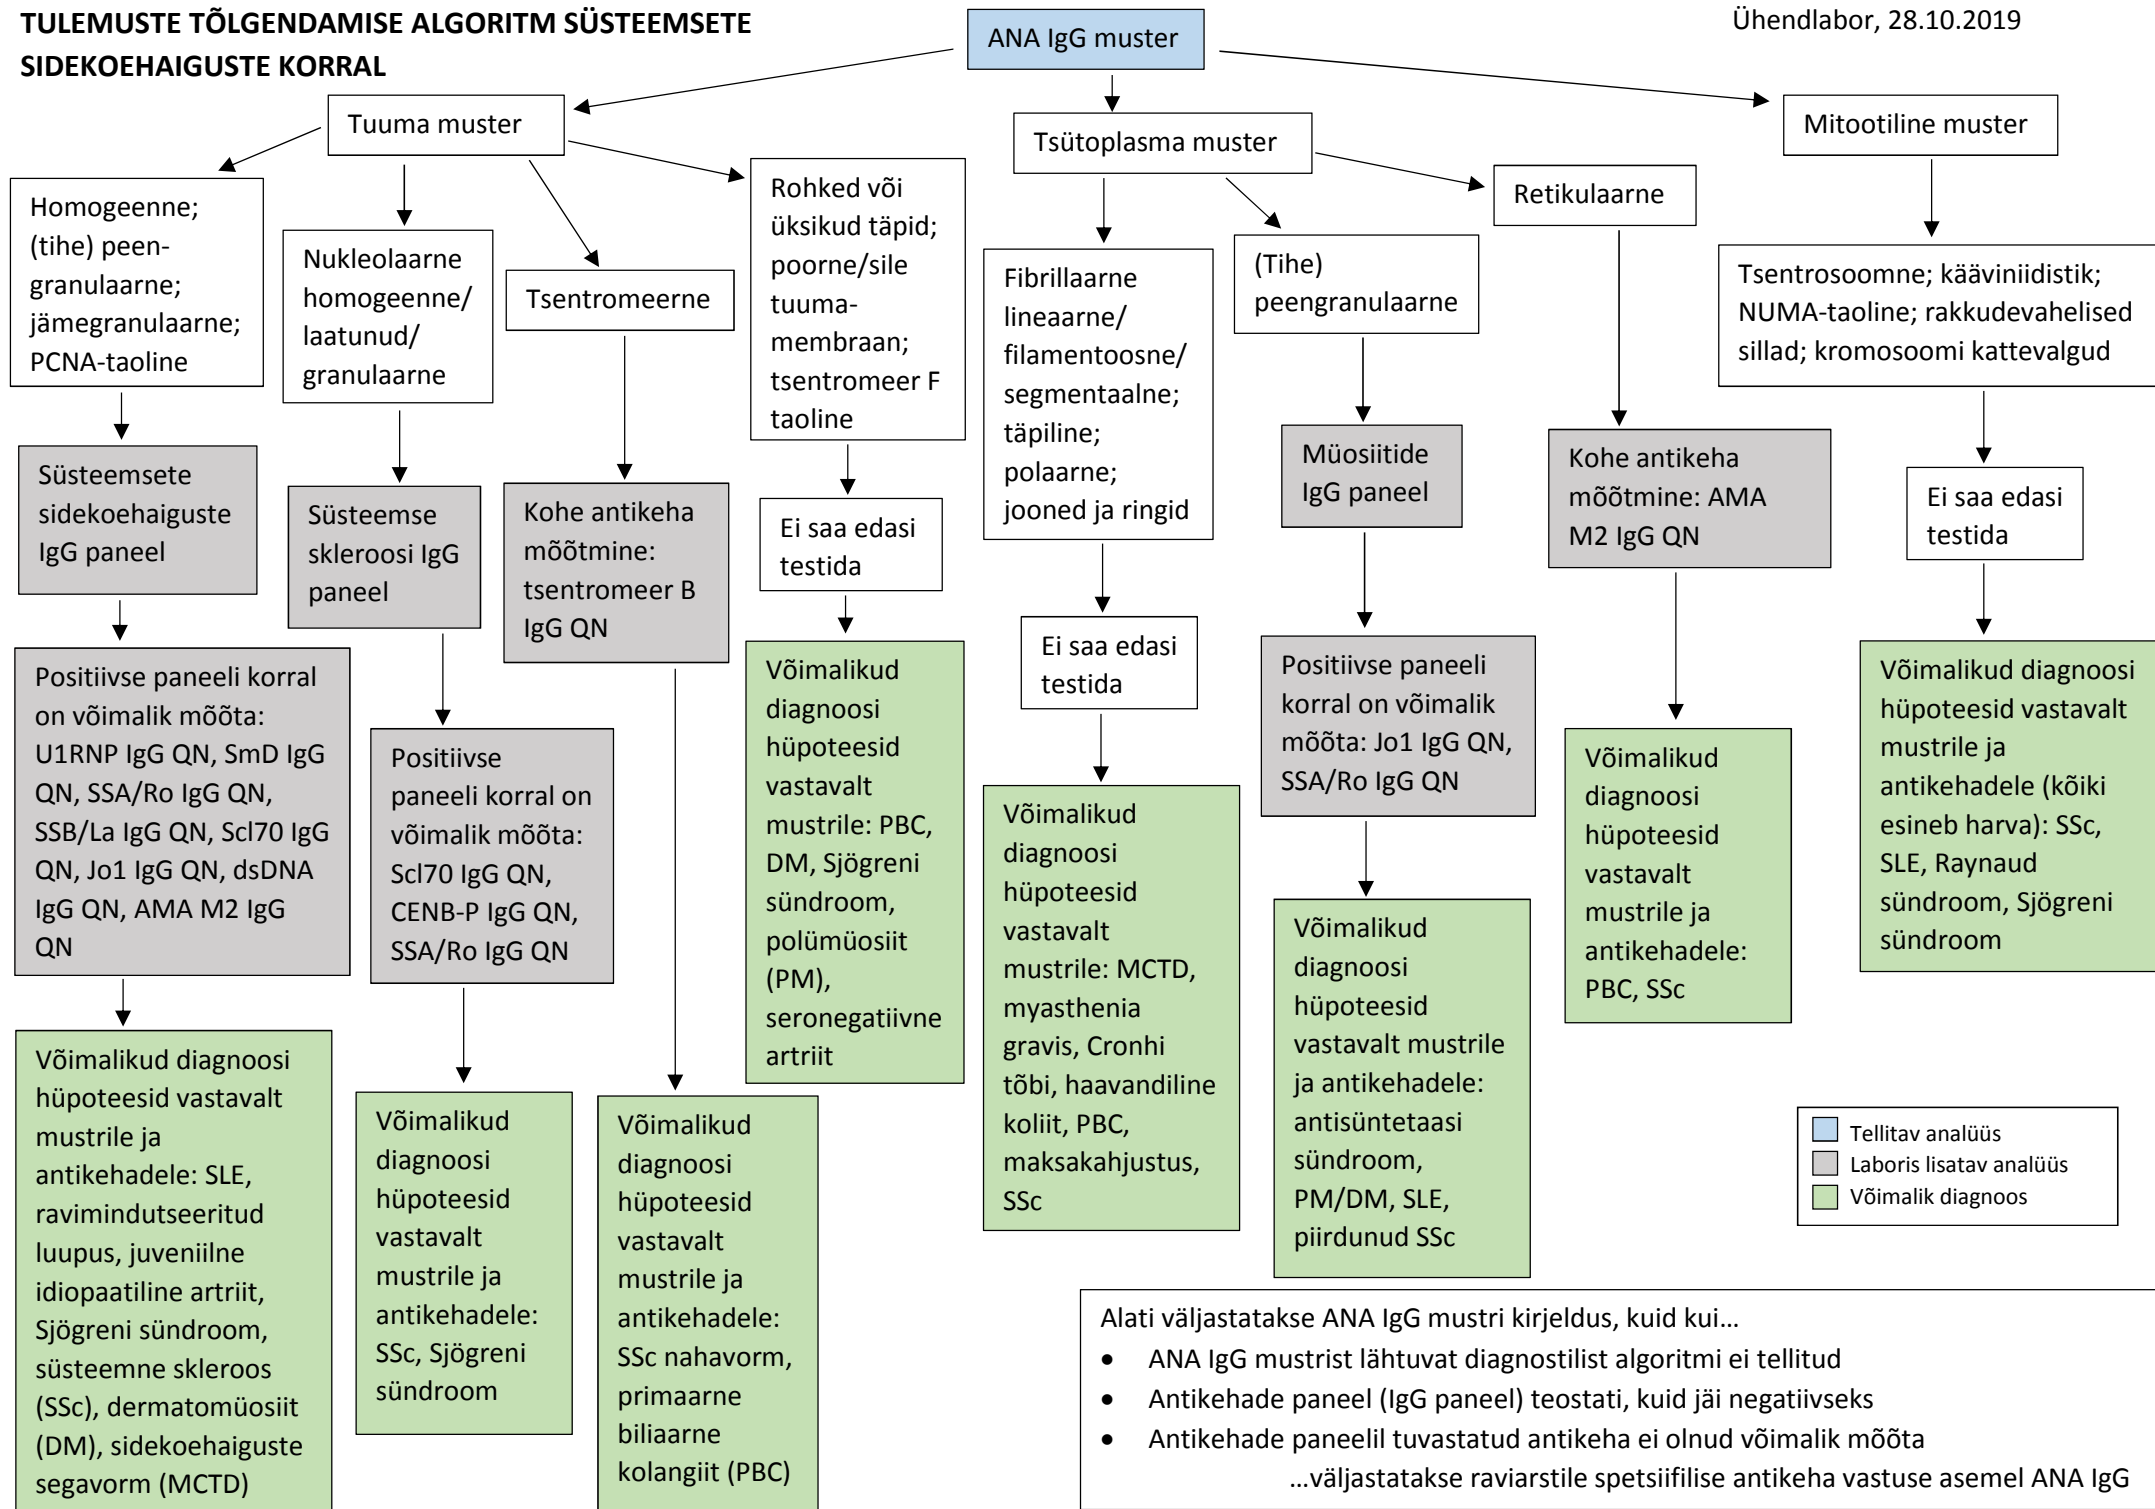 TULEMUSTE TÕLGENDAMISE ALGORITM SÜSTEEMSETE
SIDEKOEHAIGUSTE KORRAL
ANA IgG muster
Ühendlabor, 28.10.2019
Tuuma muster
Tsütoplasma muster
Mitootiline muster
Homogeenne;
(tihe) peen-
granulaarne;
jämegranulaarne;
PCNA-taoline
Nukleolaarne
homogeenne/
laatunud/
granulaarne
Tsentromeerne
Rohked või
üksikud täpid;
poorne/sile
tuuma-
membraan;
tsentromeer F
taoline
Fibrillaarne
lineaarne/
filamentoosne/
segmentaalne;
täpiline;
polaarne;
jooned ja ringid
(Tihe)
peengranulaarne
Retikulaarne
Tsentrosoomne; kääviniidistik;
NUMA-taoline; rakkudevahelised
sillad; kromosoomi kattevalgud
Süsteemsete
sidekoehaiguste
IgG paneel
Süsteemse
skleroosi IgG
paneel
Kohe antikeha
mõõtmine:
tsentromeer B
IgG QN
Ei saa edasi
testida
Ei saa edasi
testida
Müosiitide
IgG paneel
Kohe antikeha
mõõtmine: AMA
M2 IgG QN
Ei saa edasi
testida
Positiivse paneeli korral
on võimalik mõõta:
U1RNP IgG QN, SmD IgG
QN, SSA/Ro IgG QN,
SSB/La IgG QN, Scl70 IgG
QN, Jo1 IgG QN, dsDNA
IgG QN, AMA M2 IgG
QN
Positiivse
paneeli korral on
võimalik mõõta:
Scl70 IgG QN,
CENB-P IgG QN,
SSA/Ro IgG QN
Positiivse paneeli
korral on võimalik
mõõta: Jo1 IgG QN,
SSA/Ro IgG QN
Võimalikud diagnoosi
hüpoteesid vastavalt
mustrile ja
antikehadele: SLE,
ravimindutseeritud
luupus, juveniilne
idiopaatiline artriit,
Sjögreni sündroom,
süsteemne skleroos
(SSc), dermatomüosiit
(DM), sidekoehaiguste
segavorm (MCTD)
Võimalikud
diagnoosi
hüpoteesid
vastavalt
mustrile ja
antikehadele:
SSc, Sjögreni
sündroom
Võimalikud
diagnoosi
hüpoteesid
vastavalt
mustrile ja
antikehadele:
SSc nahavorm,
primaarne
biliaarne
kolangiit (PBC)
Võimalikud
diagnoosi
hüpoteesid
vastavalt
mustrile: PBC,
DM, Sjögreni
sündroom,
polümüosiit
(PM),
seronegatiivne
artriit
Võimalikud
diagnoosi
hüpoteesid
vastavalt
mustrile: MCTD,
myasthenia
gravis, Cronhi
tõbi, haavandiline
koliit, PBC,
maksakahjustus,
SSc
Võimalikud
diagnoosi
hüpoteesid
vastavalt mustrile
ja antikehadele:
antisüntetaasi
sündroom,
PM/DM, SLE,
piirdunud SSc
Võimalikud
diagnoosi
hüpoteesid
vastavalt
mustrile ja
antikehadele:
PBC, SSc
Võimalikud diagnoosi
hüpoteesid vastavalt
mustrile ja
antikehadele (kõiki
esineb harva): SSc,
SLE, Raynaud
sündroom, Sjögreni
sündroom
Tellitav analüüs
Laboris lisatav analüüs
Võimalik diagnoos
Alati väljastatakse ANA IgG mustri kirjeldus, kuid kui…
• ANA IgG mustrist lähtuvat diagnostilist algoritmi ei tellitud
• Antikehade paneel (IgG paneel) teostati, kuid jäi negatiivseks
• Antikehade paneelil tuvastatud antikeha ei olnud võimalik mõõta
…väljastatakse raviarstile spetsiifilise antikeha vastuse asemel ANA IgG